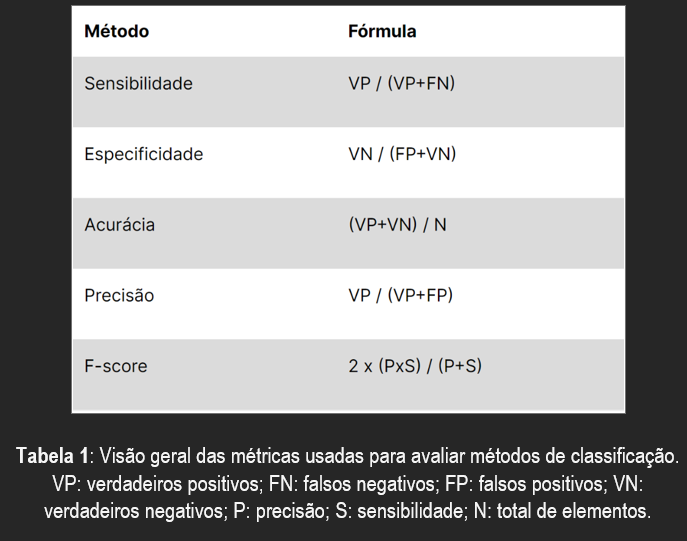 Método Fórmula
Sensibilidade VP / (VP+FN)
Especificidade VN / (FP+VN)
Acurácia (VP+VN) / N
Precisão VP / (VP+FP)
F-score 2 x (PxS) / (P+S)
Tabela 1: Visão geral das métricas usadas para avaliar métodos de classificação.
VP: verdadeiros positivos; FN: falsos negativos; FP: falsos positivos; VN:
verdadeiros negativos; P: precisão; S: sensibilidade; N: total de elementos.